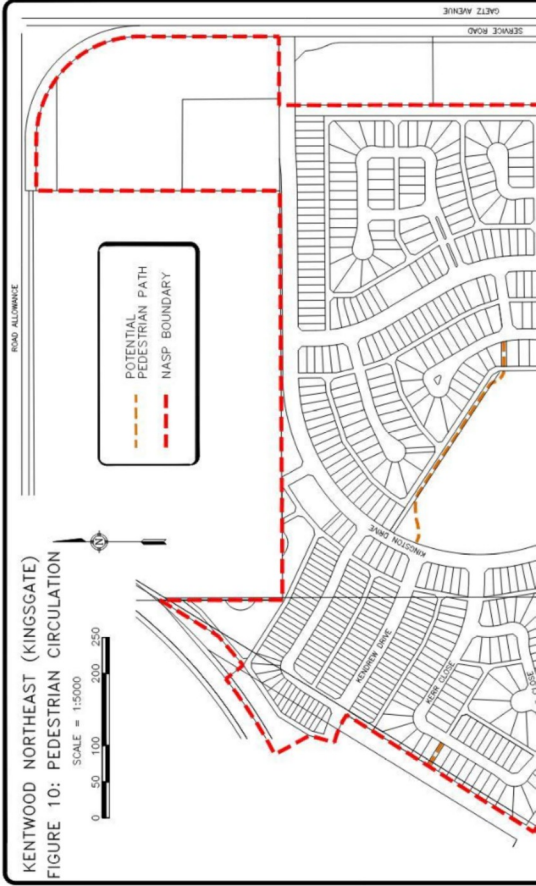 KENTWOOD NORTHEAST (KINGSGATE)
FIGURE 10: PEDESTRIAN CIRCULATION
SCALE = 1:5000
0 50 100 200 250
N
POTENTIAL
PEDESTRIAN PATH
NASP BOUNDARY
ROAD ALLOWANCE
GAETZ AVENUE
SERVICE ROAD
KINGSTON DRIVE
KENDREW DRIVE
KERR CLOSE
CLOSE